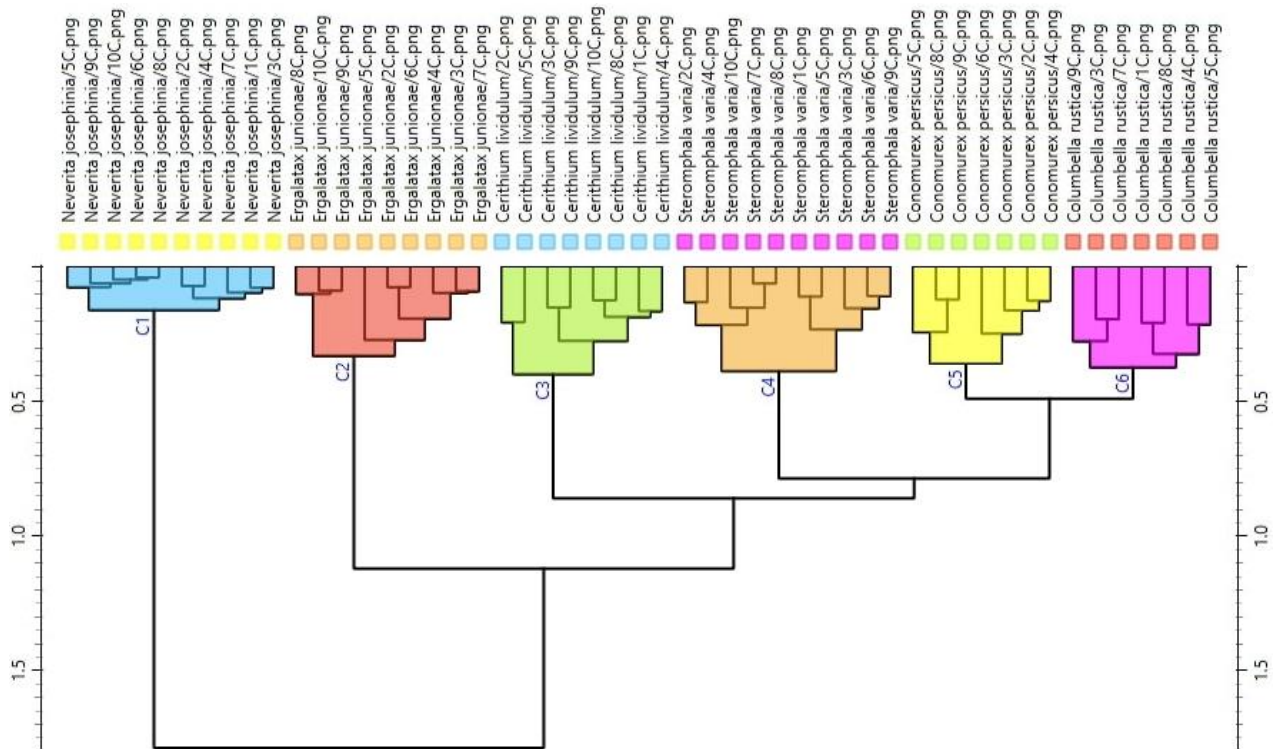 Neverita josephinia/5C.png
Neverita josephinia/9C.png
Neverita josephinia/10C.png
Neverita josephinia/6C.png
Neverita josephinia/8C.png
Neverita josephinia/2C.png
Neverita josephinia/4C.png
Neverita josephinia/7C.png
Neverita josephinia/1C.png
Neverita josephinia/3C.png
Ergalatax junionae/8C.png
Ergalatax junionae/10C.png
Ergalatax junionae/9C.png
Ergalatax junionae/5C.png
Ergalatax junionae/2C.png
Ergalatax junionae/6C.png
Ergalatax junionae/4C.png
Ergalatax junionae/3C.png
Ergalatax junionae/7C.png
Cerithium lividulum/2C.png
Cerithium lividulum/5C.png
Cerithium lividulum/3C.png
Cerithium lividulum/9C.png
Cerithium lividulum/10C.png
Cerithium lividulum/8C.png
Cerithium lividulum/1C.png
Cerithium lividulum/4C.png
Steromphala varia/2C.png
Steromphala varia/4C.png
Steromphala varia/10C.png
Steromphala varia/7C.png
Steromphala varia/8C.png
Steromphala varia/1C.png
Steromphala varia/5C.png
Steromphala varia/3C.png
Steromphala varia/6C.png
Steromphala varia/9C.png
Conomurex persicus/5C.png
Conomurex persicus/8C.png
Conomurex persicus/9C.png
Conomurex persicus/6C.png
Conomurex persicus/3C.png
Conomurex persicus/2C.png
Conomurex persicus/4C.png
Columbella rustica/9C.png
Columbella rustica/3C.png
Columbella rustica/7C.png
Columbella rustica/1C.png
Columbella rustica/8C.png
Columbella rustica/4C.png
Columbella rustica/5C.png
C1
C2
C3
C4
C5
C6
0.5
1.0
1.5
0.5
1.0
1.5